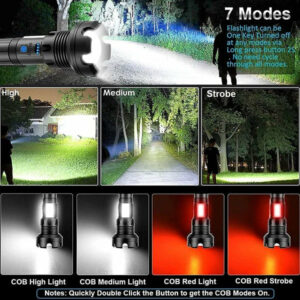 7 Modes
Flashlight can be
One Key Turned off
at any modes via
Long press button 2S
. No need cycle
through all modes.
High
Medium
Strobe
COB High Light
COB Medium Light
COB Red Light
COB Red Strobe
Notes: Quickly Double Click the Button to get the COB Modes On.